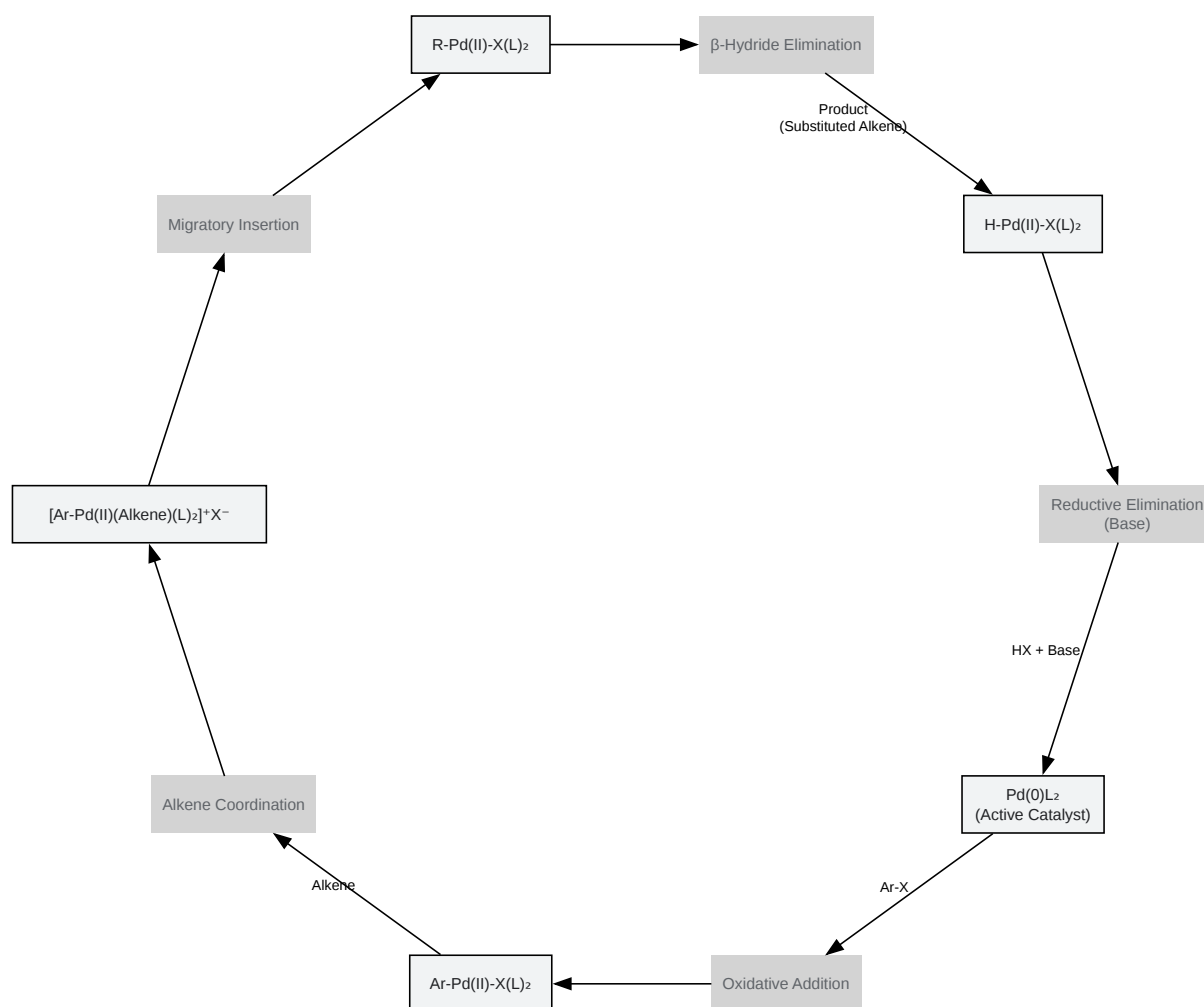 R-Pd(II)-X(L)₂
β-Hydride Elimination
Product
(Substituted Alkene)
Migratory Insertion
H-Pd(II)-X(L)₂
[Ar-Pd(II)(Alkene)(L)₂]⁺X⁻
Reductive Elimination
(Base)
HX + Base
Alkene Coordination
Pd(0)L₂
(Active Catalyst)
Alkene
Ar-X
Ar-Pd(II)-X(L)₂
Oxidative Addition